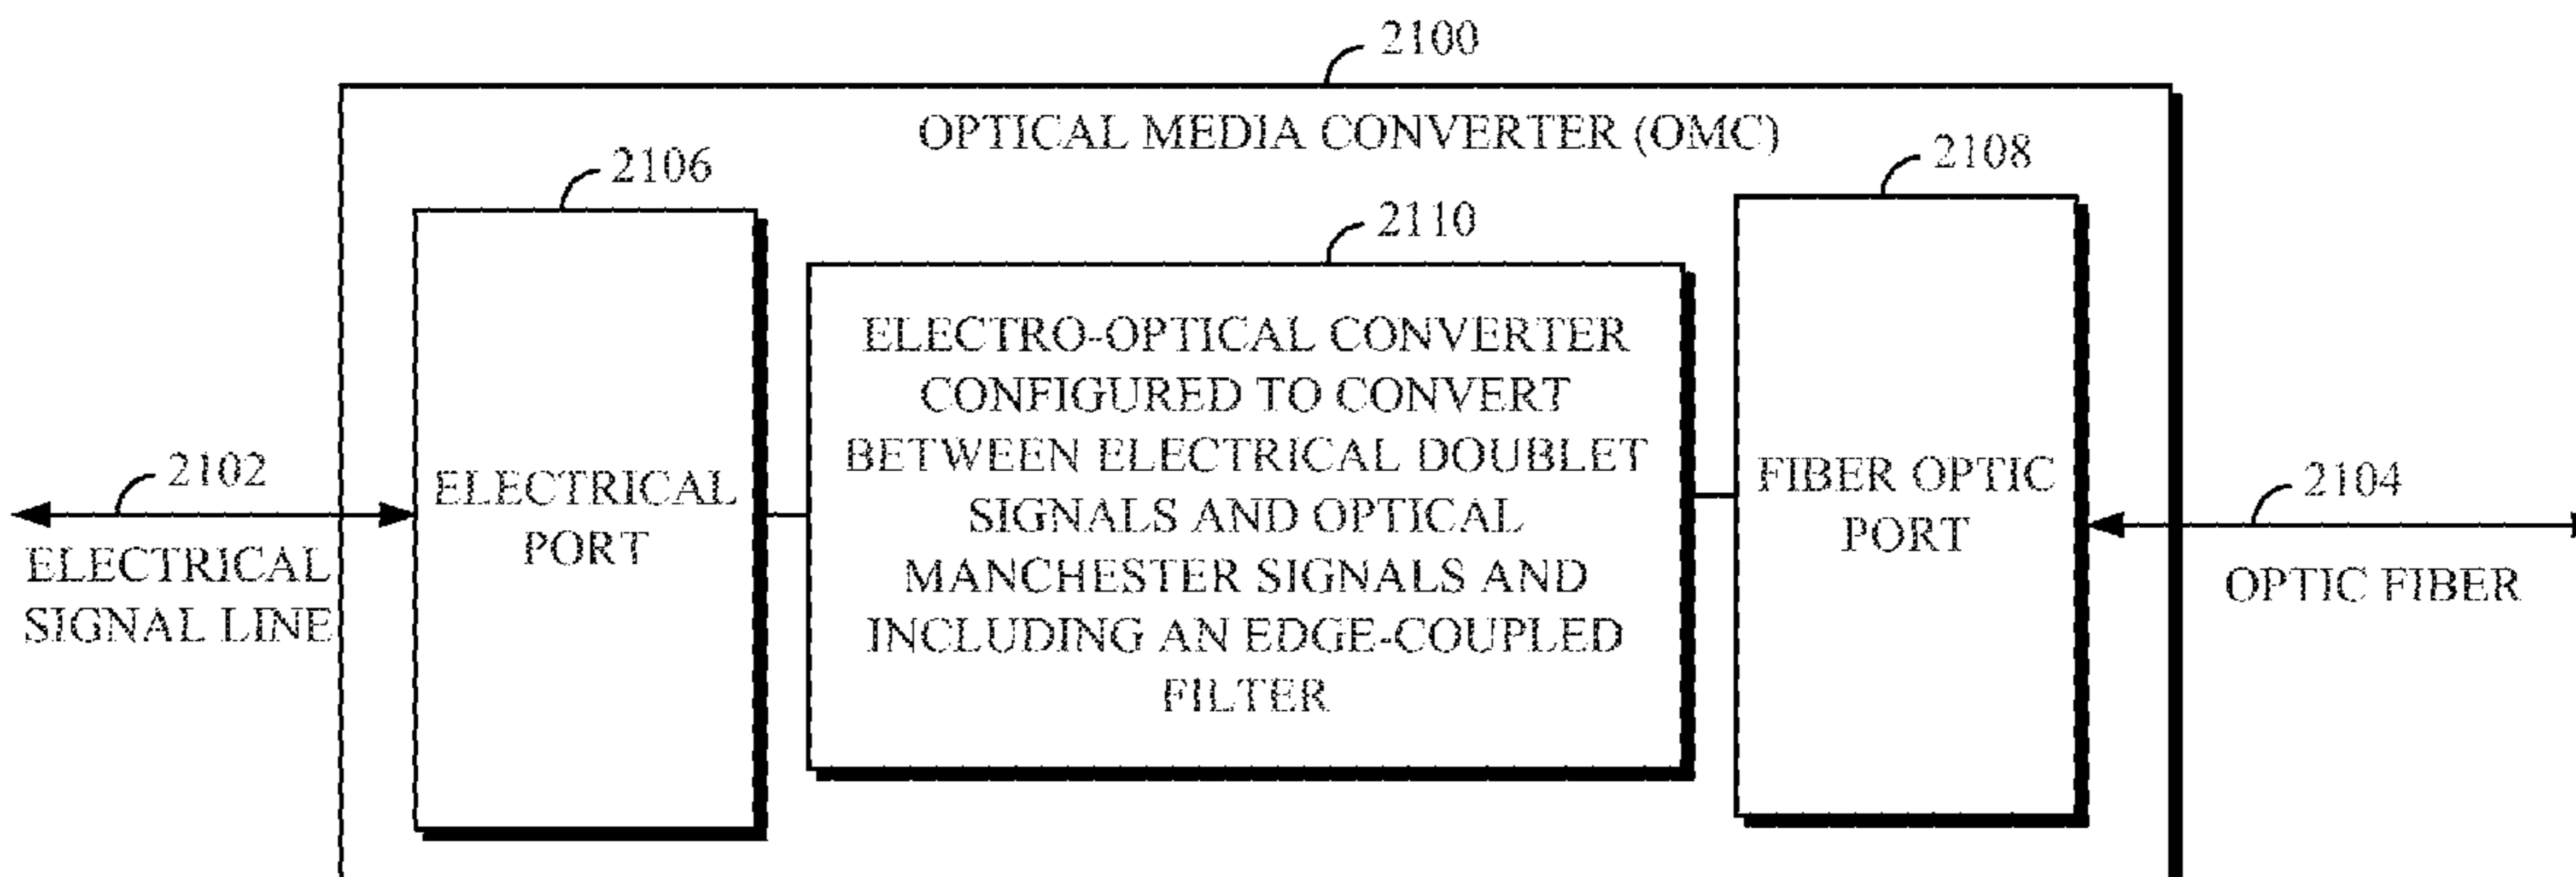 2100
OPTICAL MEDIA CONVERTER (OMC)
2106
2108
2110
2102
ELECTRICAL
SIGNAL LINE
ELECTRICAL
PORT
ELECTRO-OPTICAL CONVERTER
CONFIGURED TO CONVERT
BETWEEN ELECTRICAL DOUBLET
SIGNALS AND OPTICAL
MANCHESTER SIGNALS AND
INCLUDING AN EDGE-COUPLED
FILTER
FIBER OPTIC
PORT
2104
OPTIC FIBER